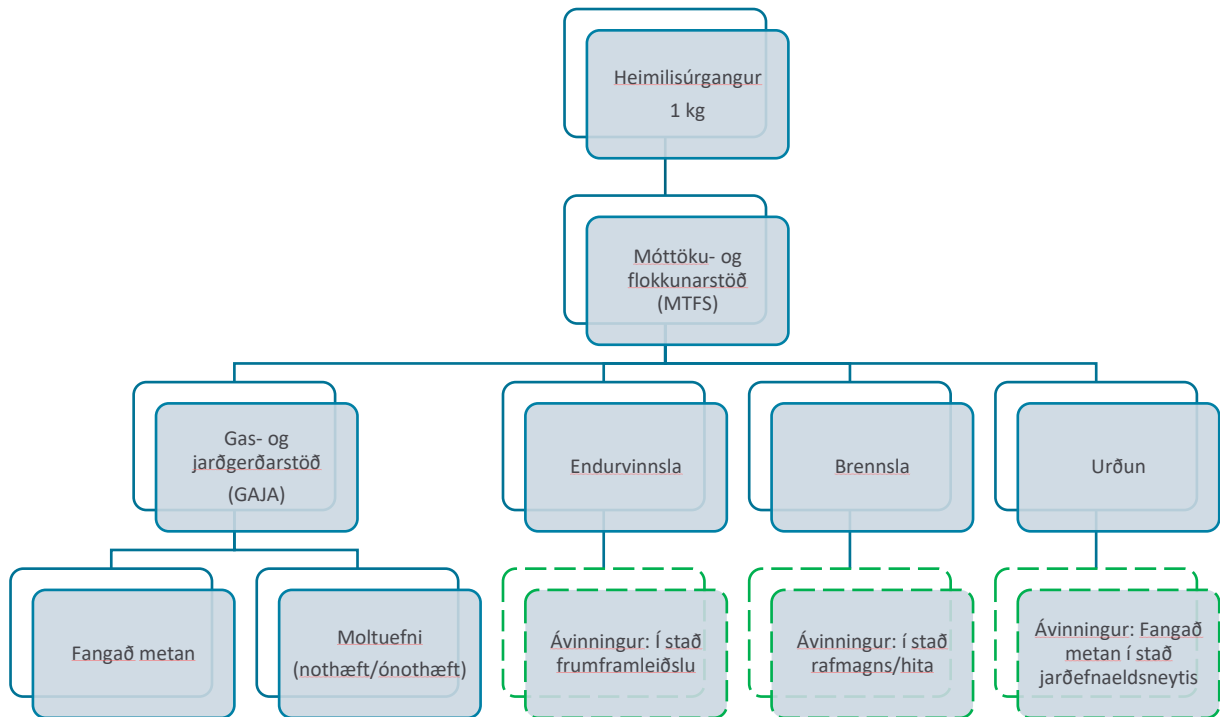 Heimilisúrgangur
1 kg
Móttöku- og
flokkunarstöð
(MTFS)
Gas- og
jarðgerðarstöð
(GAJA)
Endurvinnsla
Brennsla
Urðun
Fangað metan
Moltuefni
(nothæft/ónothæft)
Ávinningur: Í stað
frumframleiðslu
Ávinningur: í stað
rafmagns/hita
Ávinningur: Fangað
metan í stað
jarðefnaeldsneytis